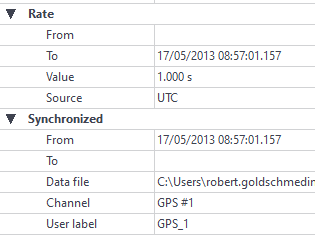 Rate
From
To 17/05/2013 08:57:01.157
Value 1.000 s
Source UTC
Synchronized
From 17/05/2013 08:57:01.157
To
Data file C:\Users\robert.goldschmedin
Channel GPS #1
User label GPS_1